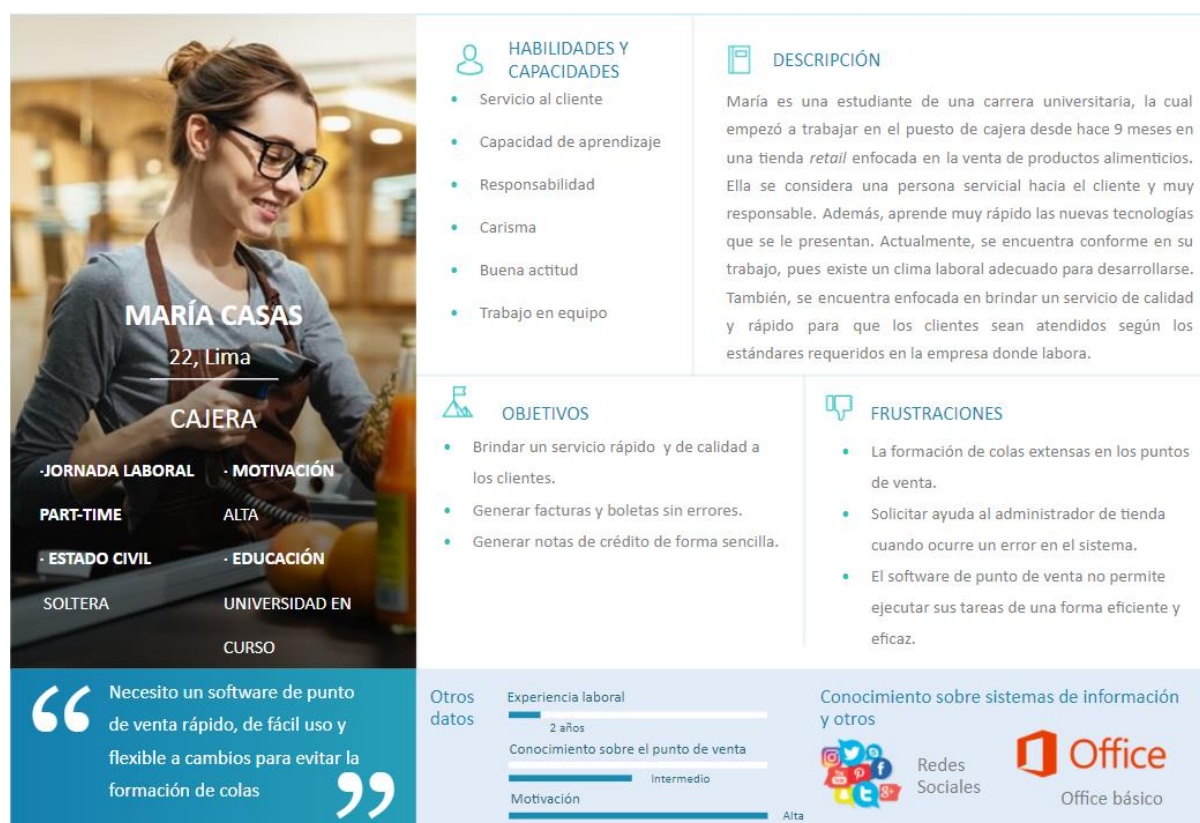 MARÍA CASAS
22, Lima
CAJERA
·JORNADA LABORAL
PART-TIME
· ESTADO CIVIL
SOLTERA
· MOTIVACIÓN
ALTA
· EDUCACIÓN
UNIVERSIDAD EN
CURSO
HABILIDADES Y
CAPACIDADES
• Servicio al cliente
• Capacidad de aprendizaje
• Responsabilidad
• Carisma
• Buena actitud
• Trabajo en equipo
DESCRIPCIÓN
María es una estudiante de una carrera universitaria, la cual
empezó a trabajar en el puesto de cajera desde hace 9 meses en
una tienda retail enfocada en la venta de productos alimenticios.
Ella se considera una persona servicial hacia el cliente y muy
responsable. Además, aprende muy rápido las nuevas tecnologías
que se le presentan. Actualmente, se encuentra conforme en su
trabajo, pues existe un clima laboral adecuado para desarrollarse.
También, se encuentra enfocada en brindar un servicio de calidad
y rápido para que los clientes sean atendidos según los
estándares requeridos en la empresa donde labora.
OBJETIVOS
• Brindar un servicio rápido y de calidad a
los clientes.
• Generar facturas y boletas sin errores.
• Generar notas de crédito de forma sencilla.
FRUSTRACIONES
• La formación de colas extensas en los puntos
de venta.
• Solicitar ayuda al administrador de tienda
cuando ocurre un error en el sistema.
• El software de punto de venta no permite
ejecutar sus tareas de una forma eficiente y
eficaz.
“ Necesito un software de punto
de venta rápido, de fácil uso y
flexible a cambios para evitar la
formación de colas ”
Otros
datos
Experiencia laboral
2 años
Conocimiento sobre el punto de venta
Intermedio
Motivación
Alta
Conocimiento sobre sistemas de información
y otros
Redes
Sociales
Office
Office básico